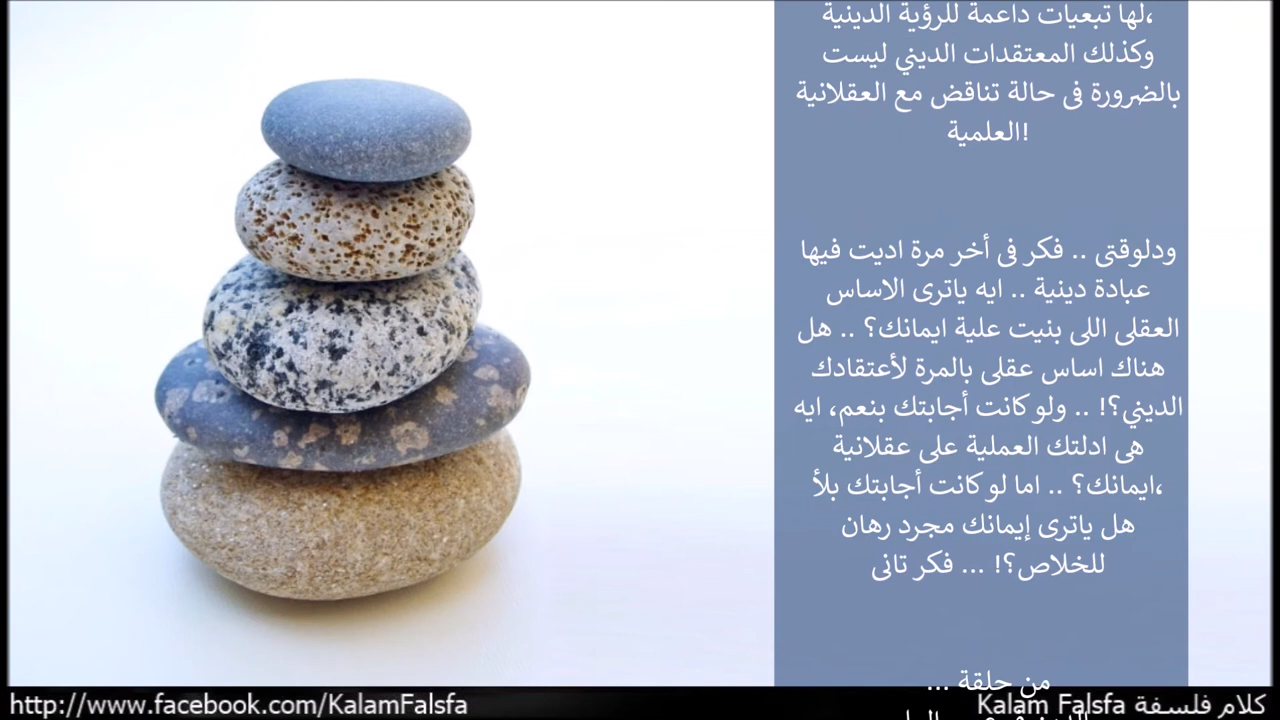 لها تبعيات داعمة للرؤية الدينية،
وكذلك المعتقدات الديني ليست
بالضرورة فى حالة تناقض مع العقلانية
العلمية!
ودلوقتى .. فكر فى أخر مرة اديت فيها
عبادة دينية .. ايه ياترى الاساس
العقلى اللى بنيت علية ايمانك؟ .. هل
هناك اساس عقلى بالمرة لأعتقادك
الديني؟! .. ولو كانت أجابتك بنعم، ايه
هى ادلتك العملية على عقلانية
ايمانك؟ .. اما لو كانت أجابتك بلأ،
هل ياترى إيمانك مجرد رهان
للخلاص؟! ... فكر تانى
من حلقة ...
http://www.facebook.com/KalamFalsfa
Kalam Falsfa كلام فلسفة